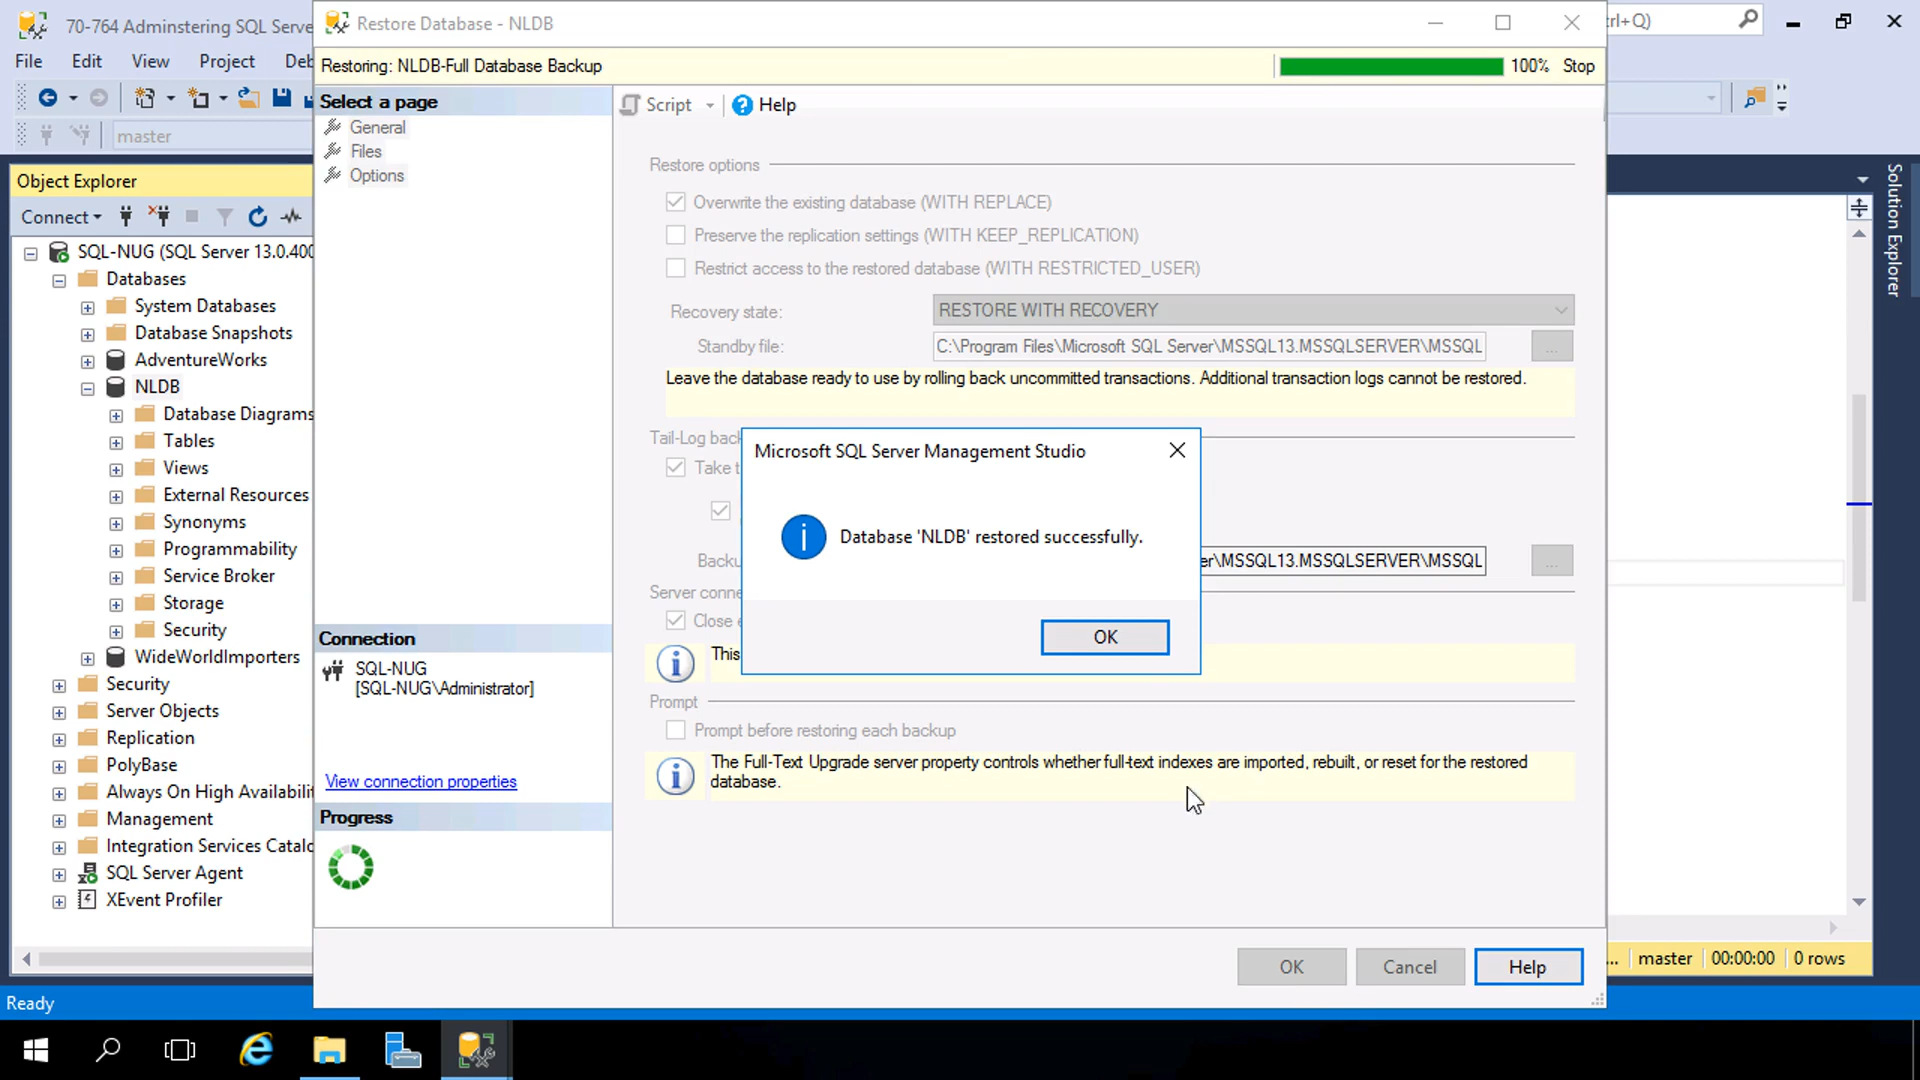 70-764 Adminstering SQL Serve
Restore Database - NLDB
rl+Q)
File Edit View Project Deb
Restoring: NLDB-Full Database Backup
100% Stop
Select a page
Script
Help
General
master
Files
Options
Restore options
Object Explorer
Solution Explorer
Connect
Overwrite the existing database (WITH REPLACE)
Preserve the replication settings (WITH KEEP_REPLICATION)
Restrict access to the restored database (WITH RESTRICTED_USER)
SQL-NUG (SQL Server 13.0.400
Databases
System Databases
Database Snapshots
AdventureWorks
NLDB
Database Diagrams
Tables
Views
External Resources
Synonyms
Programmability
Service Broker
Storage
Security
WideWorldImporters
Security
Server Objects
Replication
PolyBase
Always On High Availabilit
Management
Integration Services Catalo
SQL Server Agent
XEvent Profiler
Recovery state: RESTORE WITH RECOVERY
Standby file: C:\Program Files\Microsoft SQL Server\MSSQL13.MSSQLSERVER\MSSQL ...
Leave the database ready to use by rolling back uncommitted transactions. Additional transaction logs cannot be restored.
Tail-Log back
Take t
Backu
er\MSSQL13.MSSQLSERVER\MSSQL ...
Server conne
Close e
This
Microsoft SQL Server Management Studio
Database 'NLDB' restored successfully.
OK
Prompt
Prompt before restoring each backup
The Full-Text Upgrade server property controls whether full-text indexes are imported, rebuilt, or reset for the restored
database.
Connection
SQL-NUG
[SQL-NUG\Administrator]
View connection properties
Progress
OK Cancel Help
... master 00:00:00 0 rows
Ready